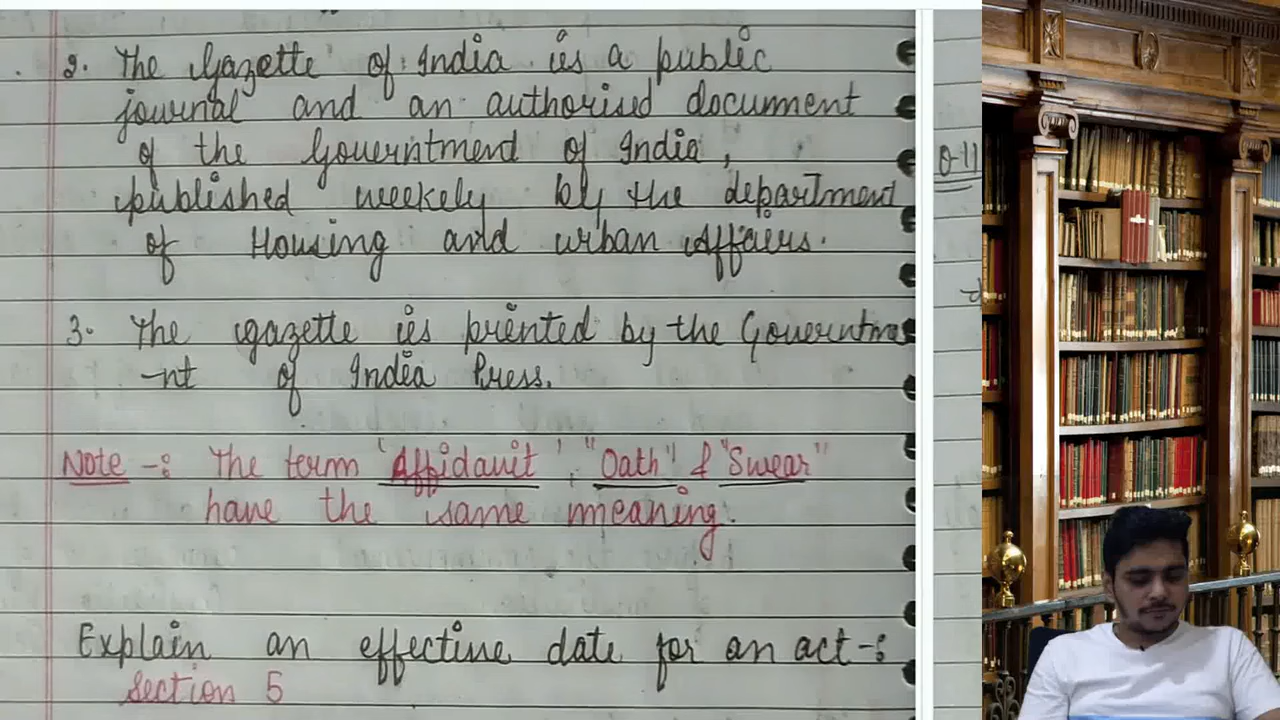 2. The Gazette of India is a public
journal and an authorised document
of the Government of India,
published weekely by the department
of Housing and urban Affairs.
3. The gazette is printed by the Governme
-nt of India Press.
Note -: The term 'Affidavit', "Oath" & "Swear"
have the same meaning.
Explain an effective date for an act-:
Section 5
Q-11